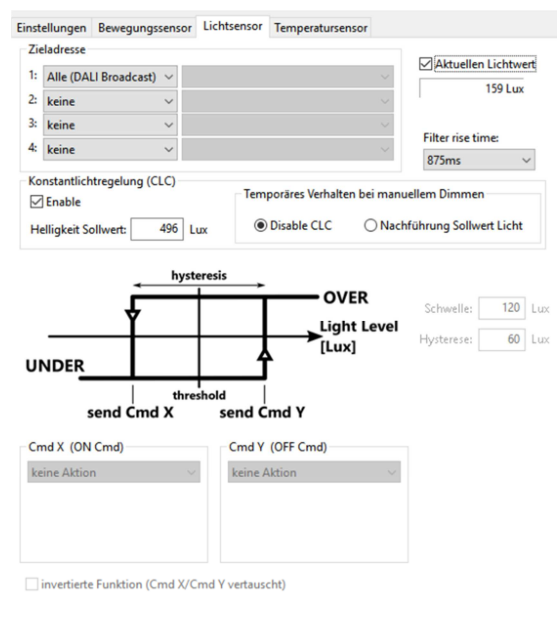 Einstellungen Bewegungssensor Lichtsensor Temperatursensor
Zieladresse
Aktuellen Lichtwert
1: Alle (DALI Broadcast)
159 Lux
2: keine
3: keine
Filter rise time:
4: keine
875ms
Konstantlichtregelung (CLC)
Enable
Temporäres Verhalten bei manuellem Dimmen
Helligkeit Sollwert: 496 Lux
Disable CLC Nachführung Sollwert Licht
hysteresis
OVER
Schwelle: 120 Lux
Light Level
[Lux]
Hysterese: 60 Lux
UNDER
threshold
send Cmd X send Cmd Y
Cmd X (ON Cmd) Cmd Y (OFF Cmd)
keine Aktion keine Aktion
invertierte Funktion (Cmd X/Cmd Y vertauscht)